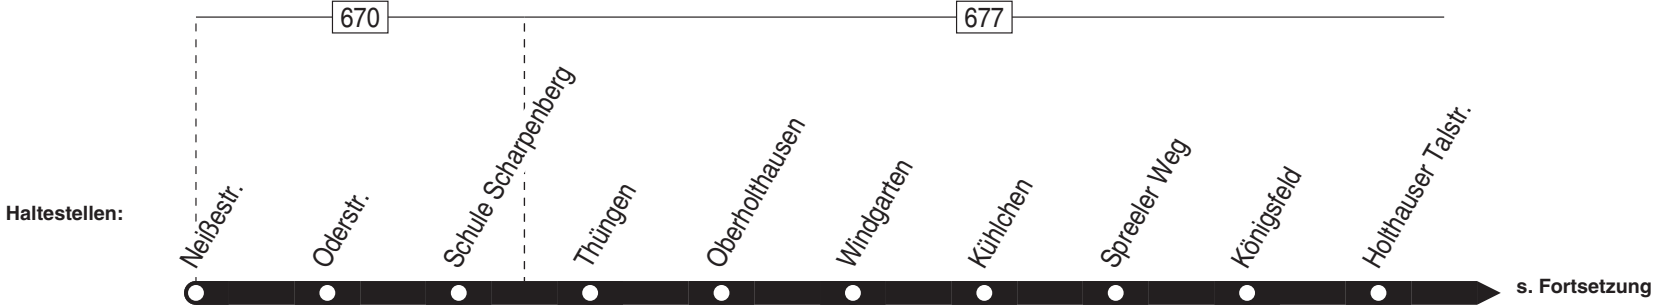 670
677
Haltestellen:
Neißestr.
Oderstr.
Schule Scharpenberg
Thüngen
Oberholthausen
Windgarten
Kühlchen
Spreeler Weg
Königsfeld
Holthauser Talstr.
s. Fortsetzung